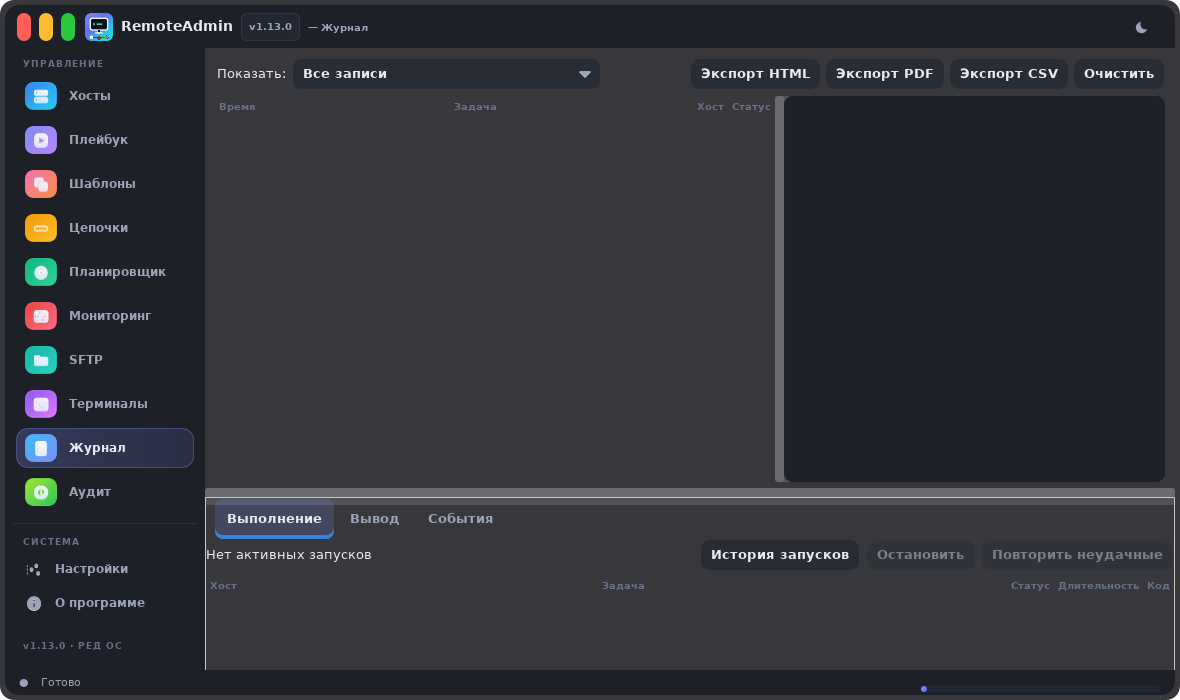 RemoteAdmin v1.13.0 — Журнал
УПРАВЛЕНИЕ
Хосты
Плейбук
Шаблоны
Цепочки
Планировщик
Мониторинг
SFTP
Терминалы
Журнал
Аудит
СИСТЕМА
Настройки
О программе
v1.13.0 · РЕД ОС
Показать: Все записи Экспорт HTML Экспорт PDF Экспорт CSV Очистить
Время Задача Хост Статус
Выполнение Вывод События
Нет активных запусков История запусков Остановить Повторить неудачные
Хост Задача Статус Длительность Код
Готово